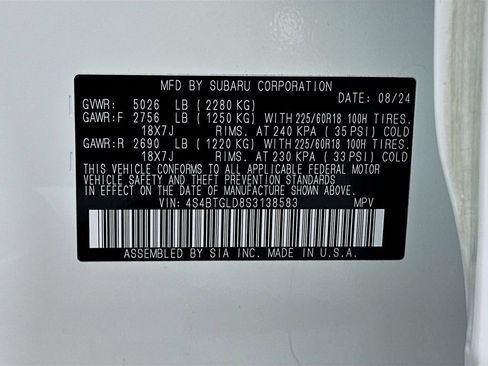 MFD BY SUBARU CORPORATION
GVWR: 5026 LB ( 2280 KG) DATE: 08/24
GAWR:F 2756 LB ( 1250 KG) WITH 225/60R18 100H TIRES.
18X7J RIMS. AT 240 KPA ( 35 PSI) COLD
GAWR:R 2690 LB ( 1220 KG) WITH 225/60R18 100H TIRES.
18X7J RIMS. AT 230 KPA ( 33 PSI) COLD
THIS VEHICLE CONFORMS TO ALL APPLICABLE FEDERAL MOTOR
VEHICLE SAFETY AND THEFT PREVENTION STANDARDS
IN EFFECT ON THE DATE OF MANUFACTURE SHOWN ABOVE.
VIN: 4S4BTGLD8S3138583 MPV
ASSEMBLED BY SIA INC. MADE IN U.S.A.